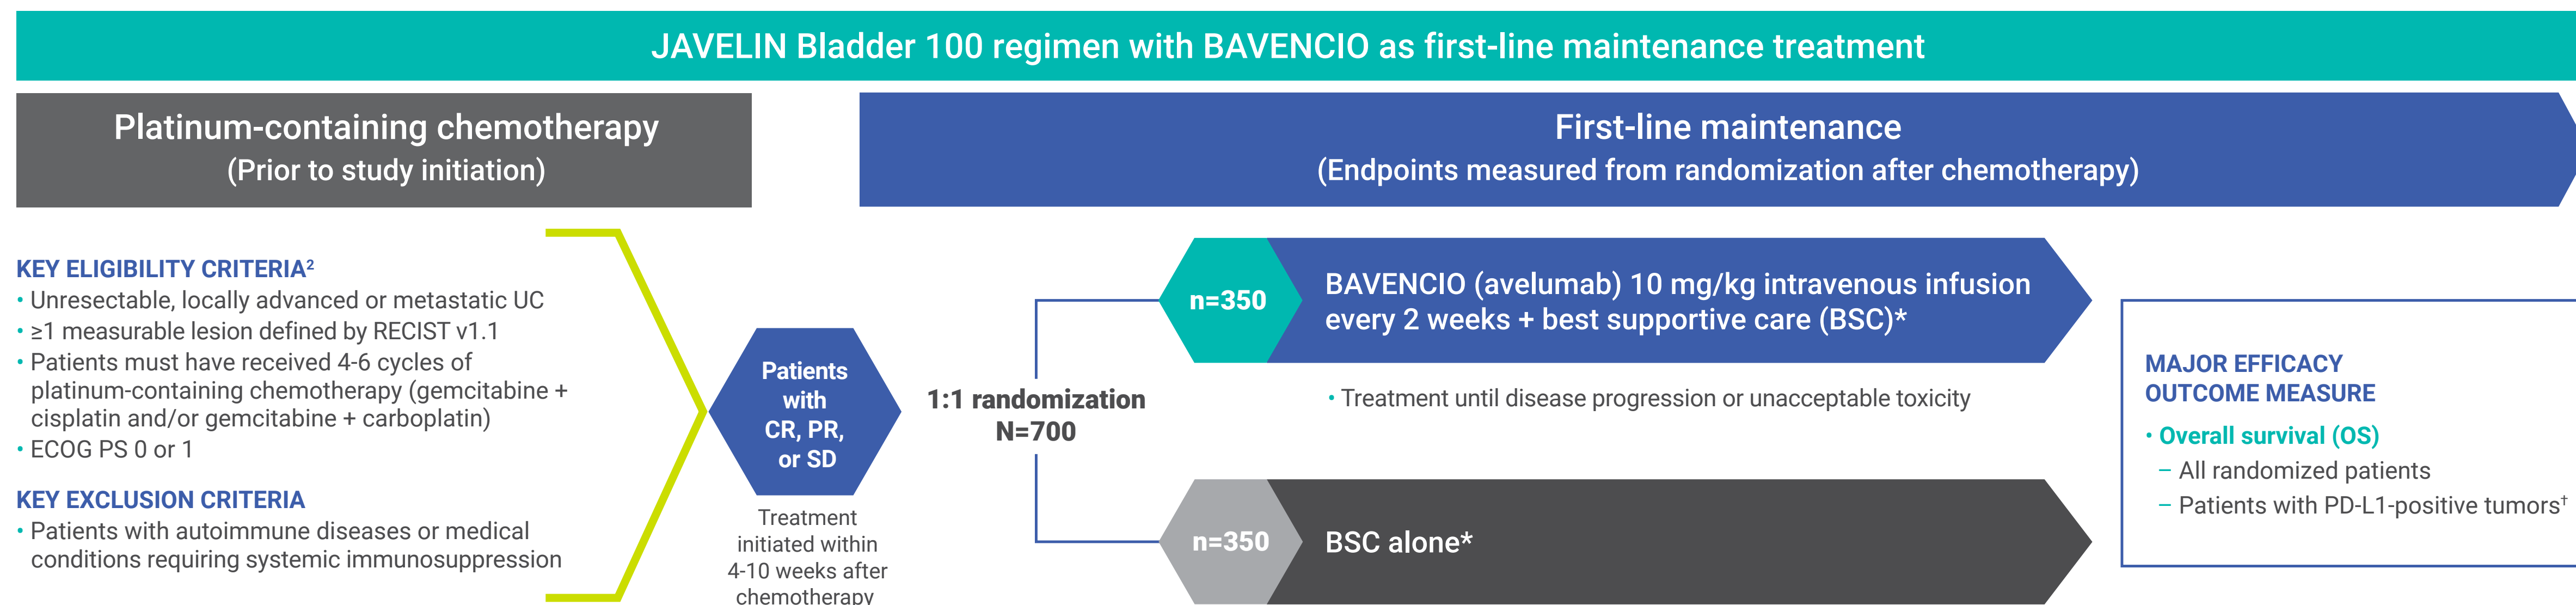 JAVELIN Bladder 100 regimen with BAVENCIO as first-line maintenance treatment
Platinum-containing chemotherapy
(Prior to study initiation)
First-line maintenance
(Endpoints measured from randomization after chemotherapy)
KEY ELIGIBILITY CRITERIA²
• Unresectable, locally advanced or metastatic UC
• ≥1 measurable lesion defined by RECIST v1.1
• Patients must have received 4-6 cycles of
platinum-containing chemotherapy (gemcitabine +
cisplatin and/or gemcitabine + carboplatin)
• ECOG PS 0 or 1
KEY EXCLUSION CRITERIA
• Patients with autoimmune diseases or medical
conditions requiring systemic immunosuppression
Patients
with
CR, PR,
or SD
Treatment
initiated within
4-10 weeks after
chemotherapy
1:1 randomization
N=700
n=350
BAVENCIO (avelumab) 10 mg/kg intravenous infusion
every 2 weeks + best supportive care (BSC)*
• Treatment until disease progression or unacceptable toxicity
n=350
BSC alone*
MAJOR EFFICACY
OUTCOME MEASURE
• Overall survival (OS)
– All randomized patients
– Patients with PD-L1-positive tumors†